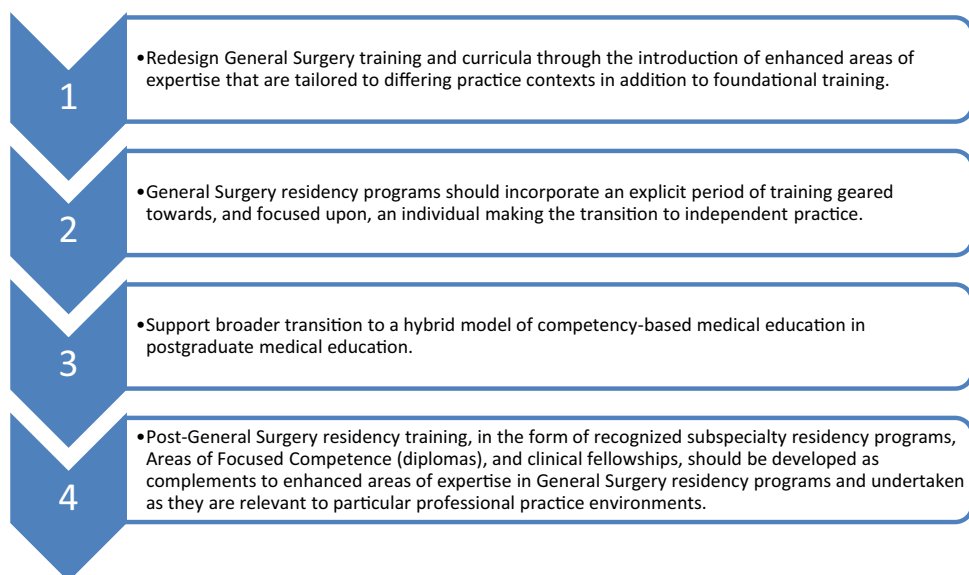 1
•Redesign General Surgery training and curricula through the introduction of enhanced areas of
expertise that are tailored to differing practice contexts in addition to foundational training.
2
•General Surgery residency programs should incorporate an explicit period of training geared
towards, and focused upon, an individual making the transition to independent practice.
3
•Support broader transition to a hybrid model of competency-based medical education in
postgraduate medical education.
4
•Post-General Surgery residency training, in the form of recognized subspecialty residency programs,
Areas of Focused Competence (diplomas), and clinical fellowships, should be developed as
complements to enhanced areas of expertise in General Surgery residency programs and undertaken
as they are relevant to particular professional practice environments.